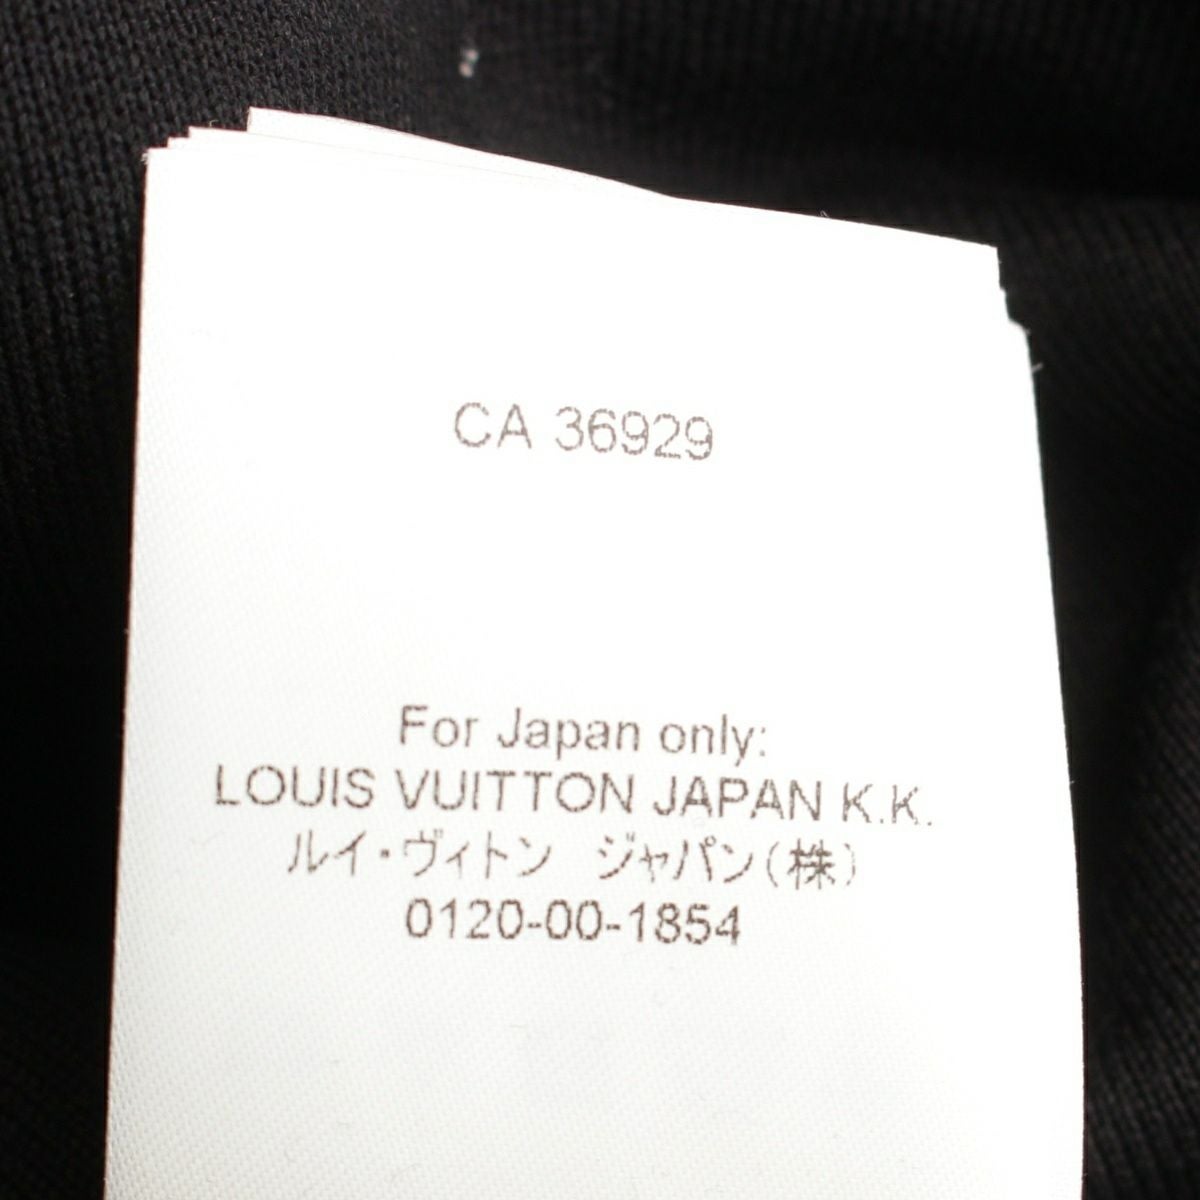 CA 36929
For Japan only:
LOUIS VUITTON JAPAN K.K.
ルイ・ヴィトン　ジャパン(株)
0120-00-1854